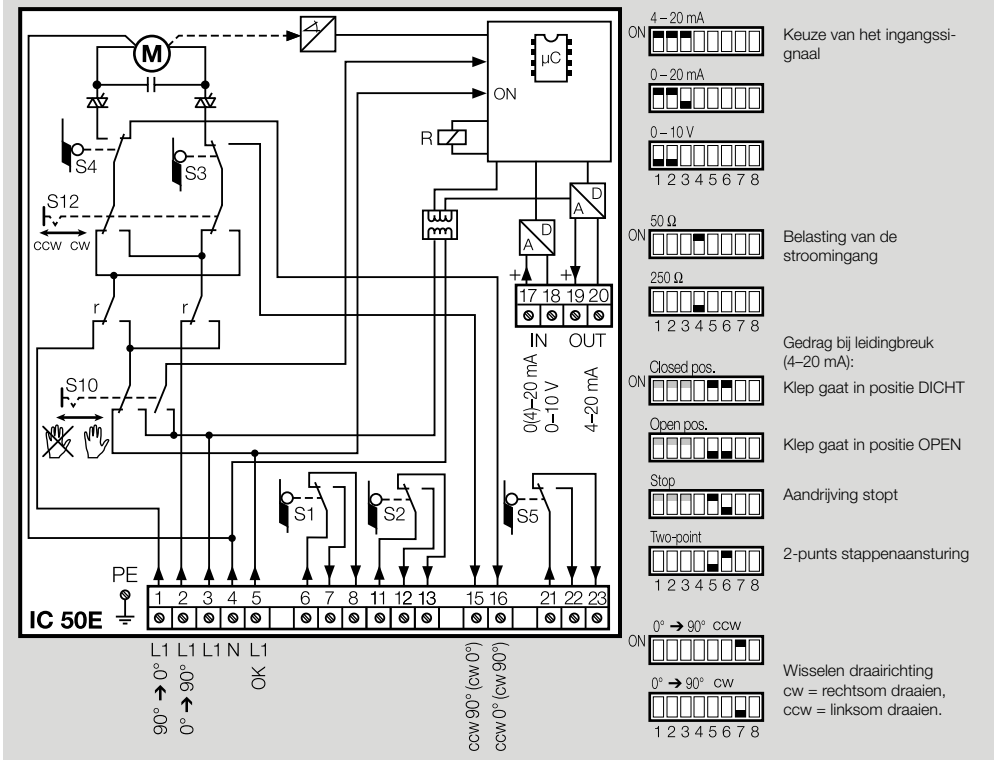 M
µC
ON
R
S4
S3
S12
ccw cw
D
A
D
A
+
+
17 18 19 20
IN OUT
0(4)–20 mA
0–10 V
4–20 mA
r
r
S10
S1
S2
S5
PE
1 2 3 4 5 6 7 8 11 12 13 15 16 21 22 23
IC 50E
L1 L1 L1 N L1
90° ➔ 0°
0° ➔ 90°
OK
ccw 90° (cw 0°)
ccw 0° (cw 90°)
4 – 20 mA
ON
Keuze van het ingangssi-
gnaal
0 – 20 mA
0 – 10 V
1 2 3 4 5 6 7 8
50 Ω
ON
Belasting van de
stroomingang
250 Ω
1 2 3 4 5 6 7 8
Gedrag bij leidingbreuk
(4–20 mA):
Closed pos.
ON
Klep gaat in positie DICHT
Open pos.
Klep gaat in positie OPEN
Stop
Aandrijving stopt
Two-point
2-punts stappenaansturing
1 2 3 4 5 6 7 8
0° ➔ 90° ccw
ON
Wisselen draairichting
cw = rechtsom draaien,
ccw = linksom draaien.
0° ➔ 90° cw
1 2 3 4 5 6 7 8